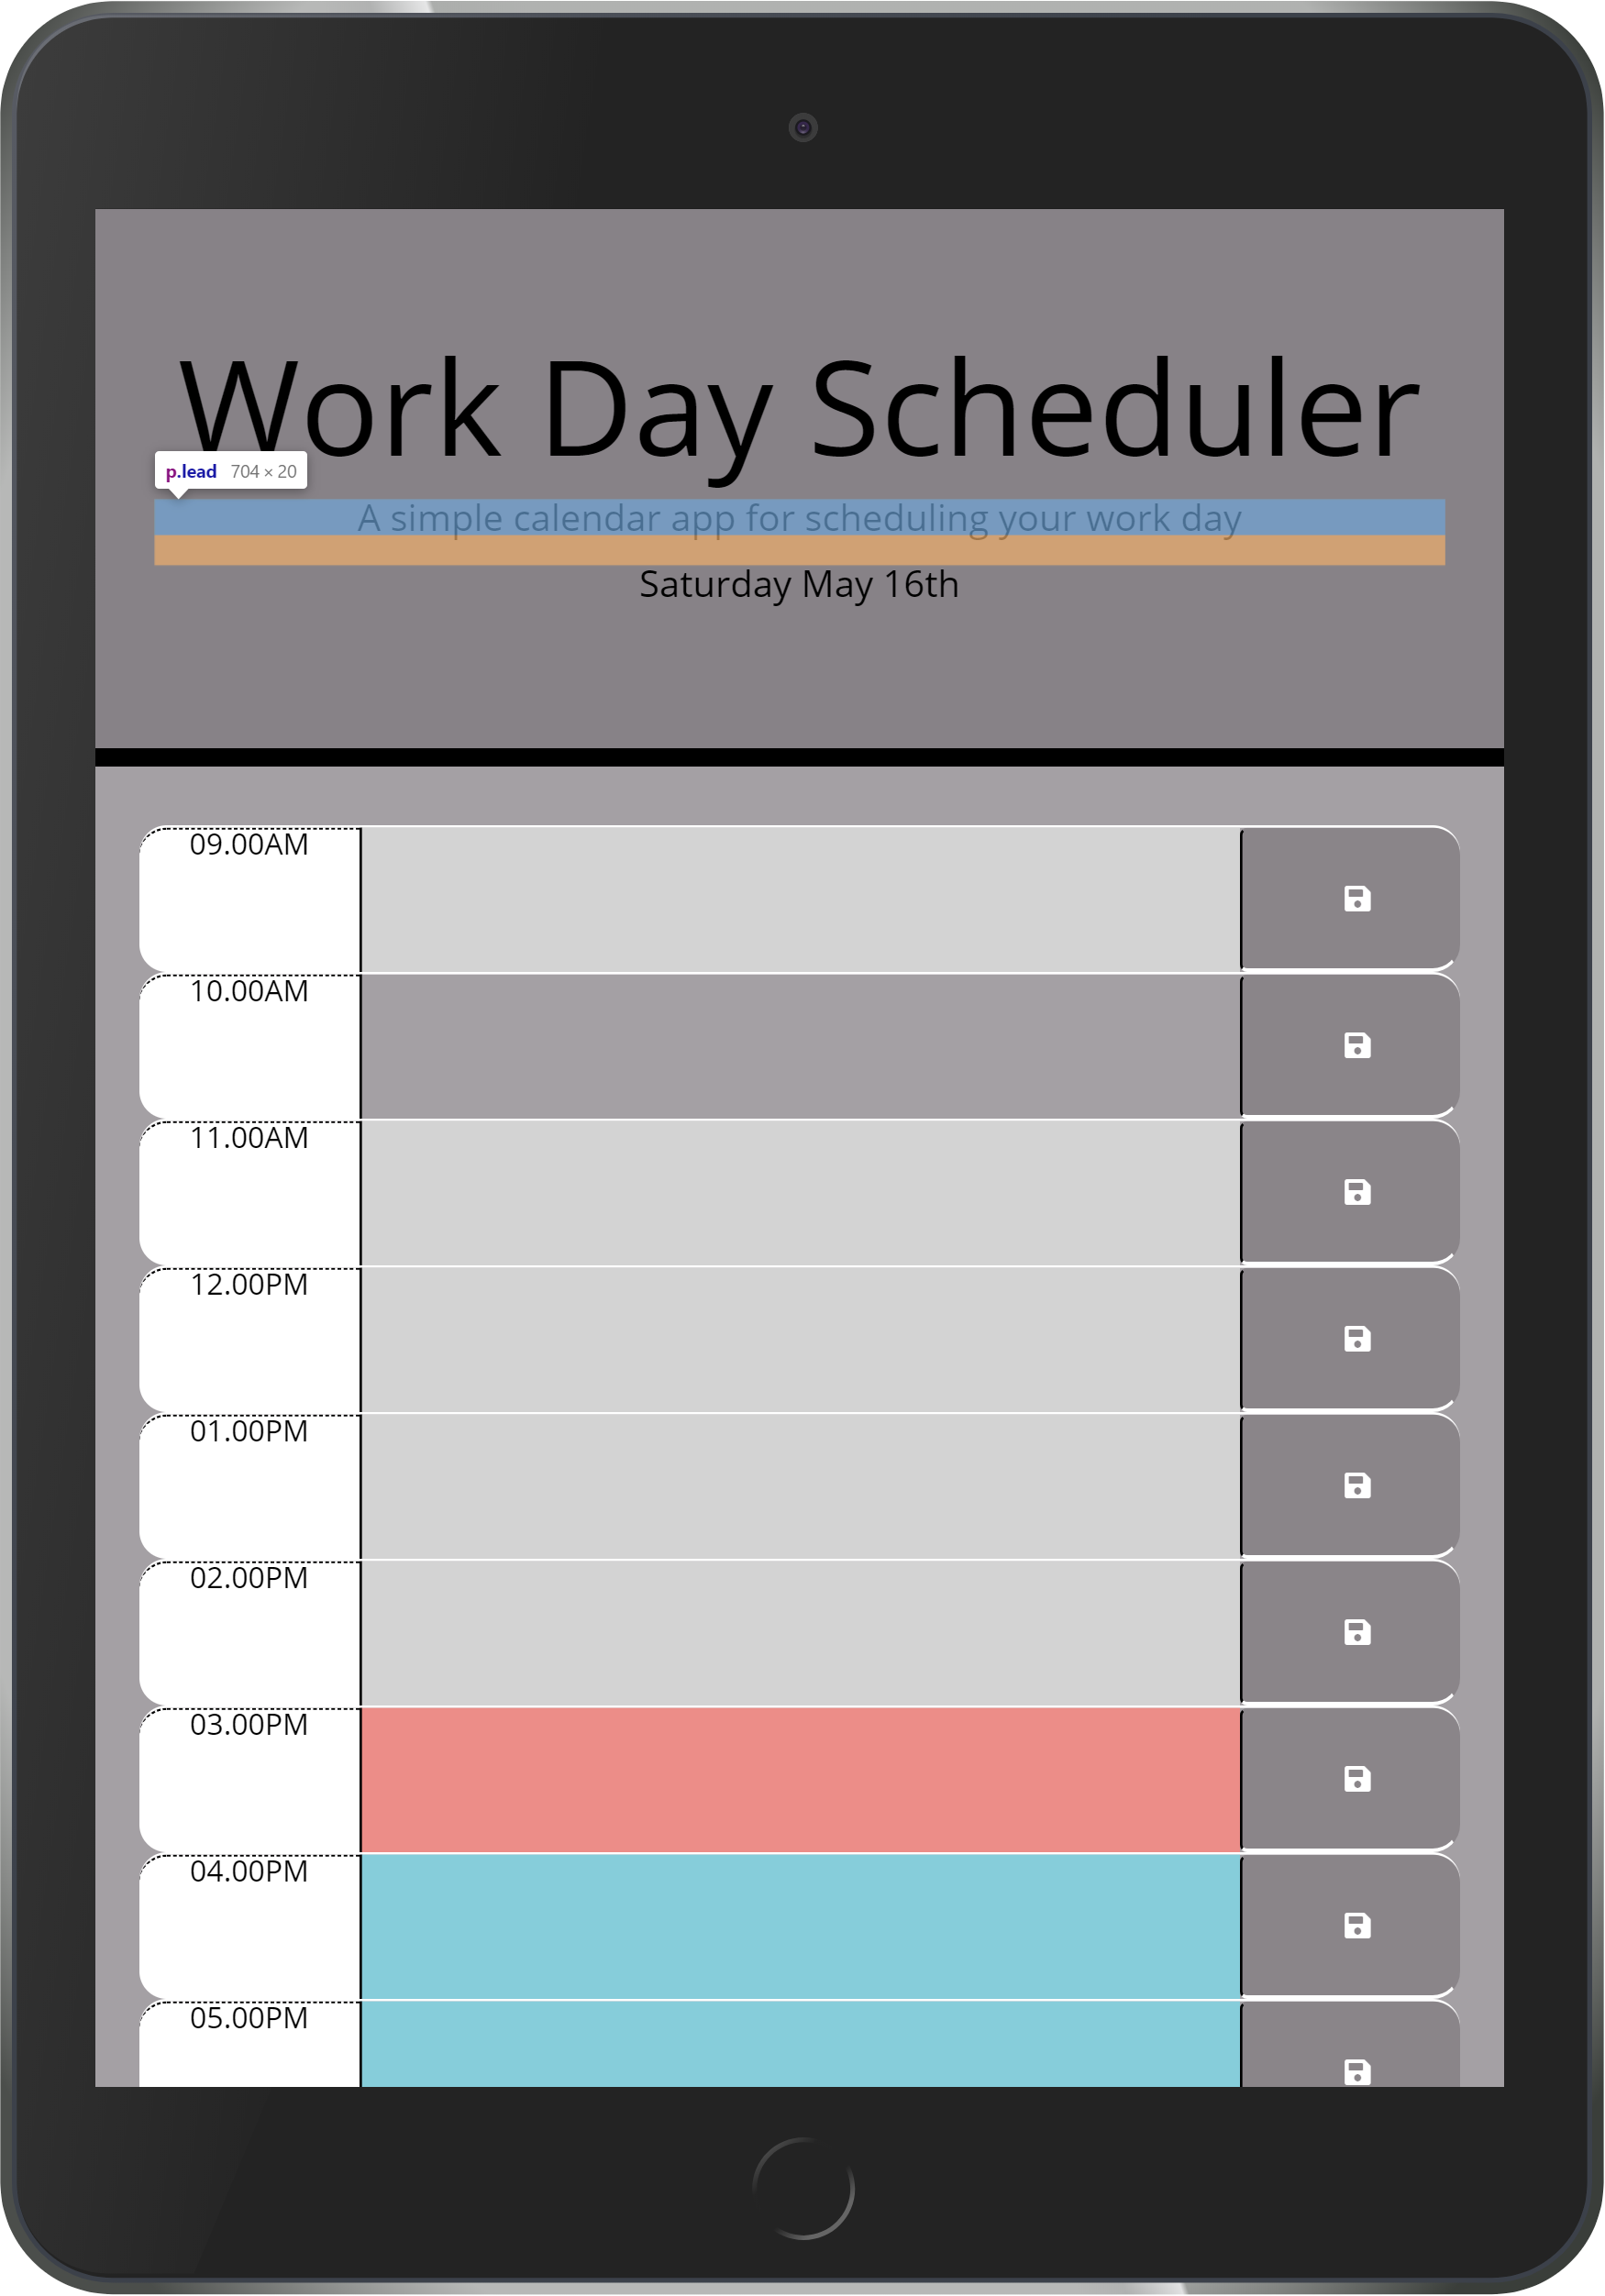 Work Day Scheduler
p.lead 704 × 20
A simple calendar app for scheduling your work day
Saturday May 16th
09.00AM
10.00AM
11.00AM
12.00PM
01.00PM
02.00PM
03.00PM
04.00PM
05.00PM